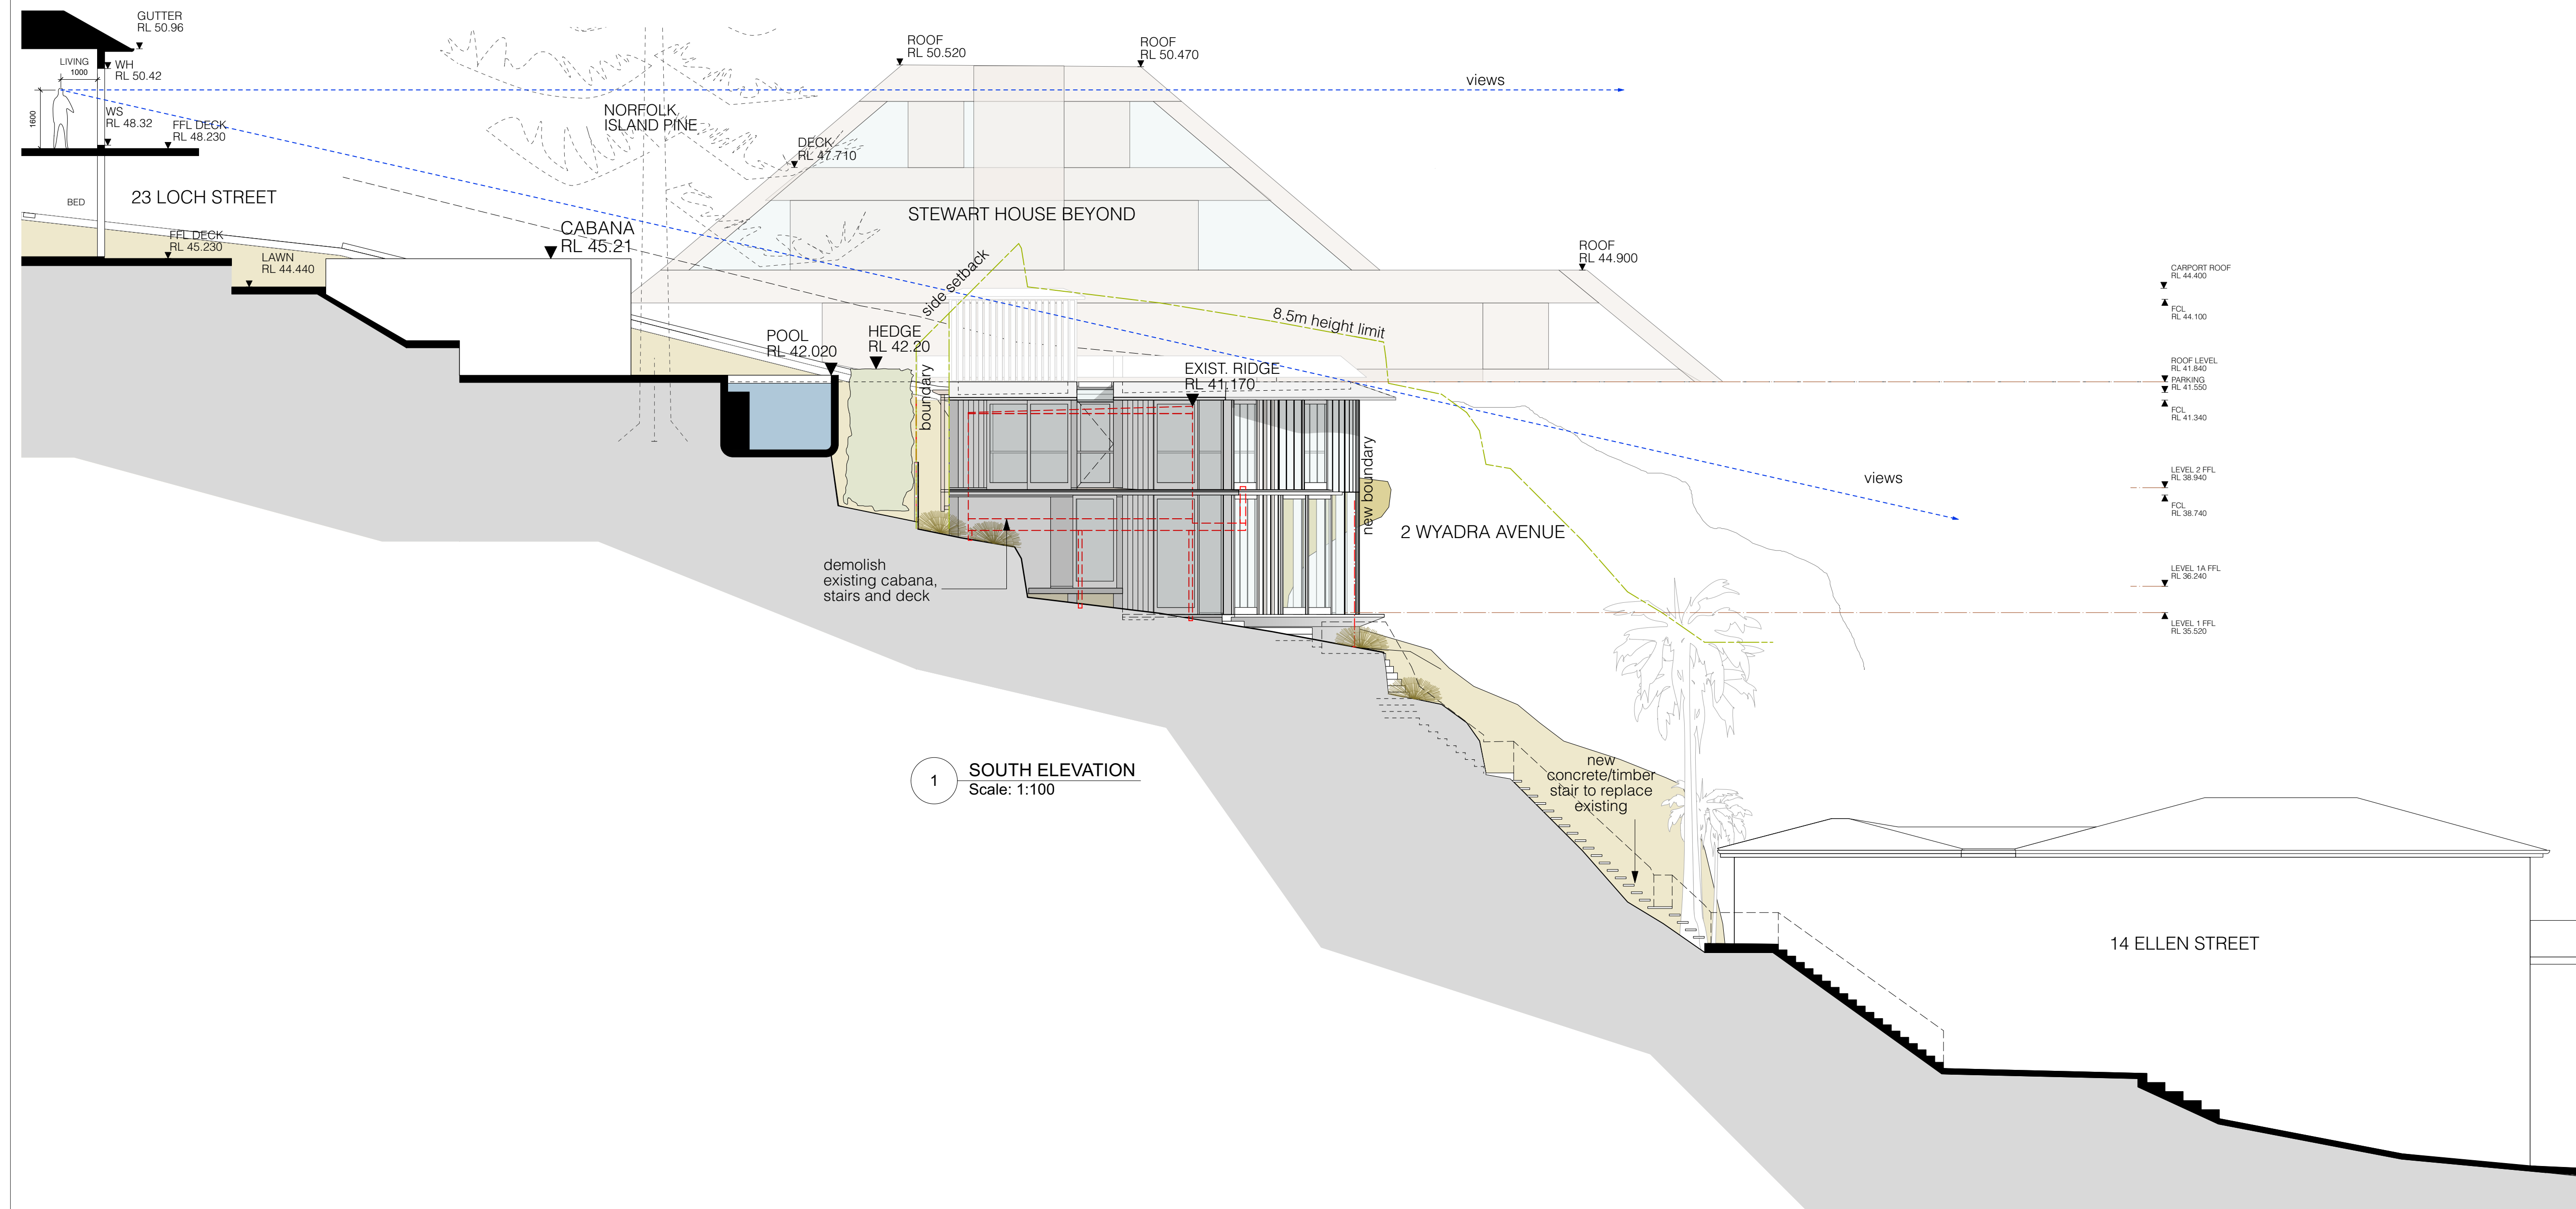 GUTTER
RL 50.96
LIVING
1000
WH
RL 50.42
1600
WS
RL 48.32
FFL DECK
RL 48.230
BED
23 LOCH STREET
FFL DECK
RL 45.230
LAWN
RL 44.440
CABANA
RL 45.21
NORFOLK
ISLAND PINE
ROOF
RL 50.520
ROOF
RL 50.470
views
DECK
RL 47.710
STEWART HOUSE BEYOND
ROOF
RL 44.900
side setback
8.5m height limit
POOL
RL 42.020
HEDGE
RL 42.20
boundary
EXIST. RIDGE
RL 41.170
new boundary
views
2 WYADRA AVENUE
demolish
existing cabana,
stairs and deck
CARPORT ROOF
RL 44.400
FCL
RL 44.100
ROOF LEVEL
RL 41.840
PARKING
RL 41.550
FCL
RL 41.340
LEVEL 2 FFL
RL 38.940
FCL
RL 38.740
LEVEL 1A FFL
RL 36.240
LEVEL 1 FFL
RL 35.520
1
SOUTH ELEVATION
Scale: 1:100
new
concrete/timber
stair to replace
existing
14 ELLEN STREET